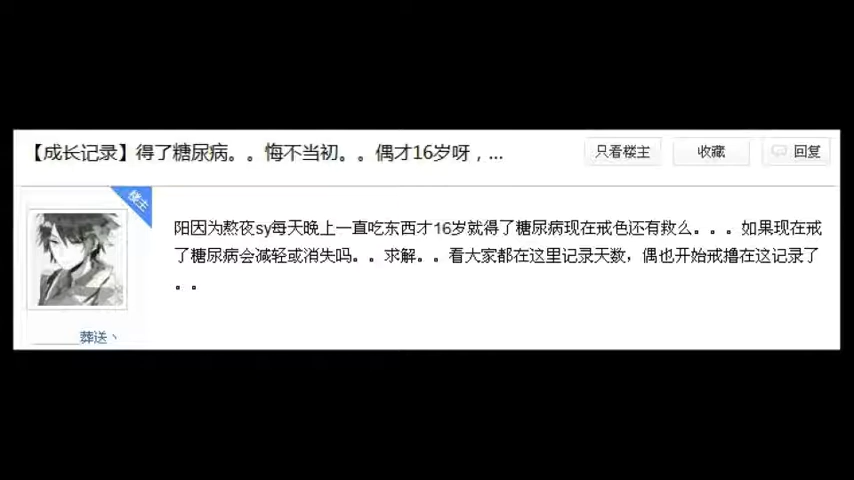 【成长记录】得了糖尿病。。悔不当初。。偶才16岁呀，...
只看楼主
收藏
回复
楼主
阳因为熬夜sy每天晚上一直吃东西才16岁就得了糖尿病现在戒色还有救么。。。如果现在戒
了糖尿病会减轻或消失吗。。求解。。看大家都在这里记录天数，偶也开始戒撸在这记录了
。。
葬送丶